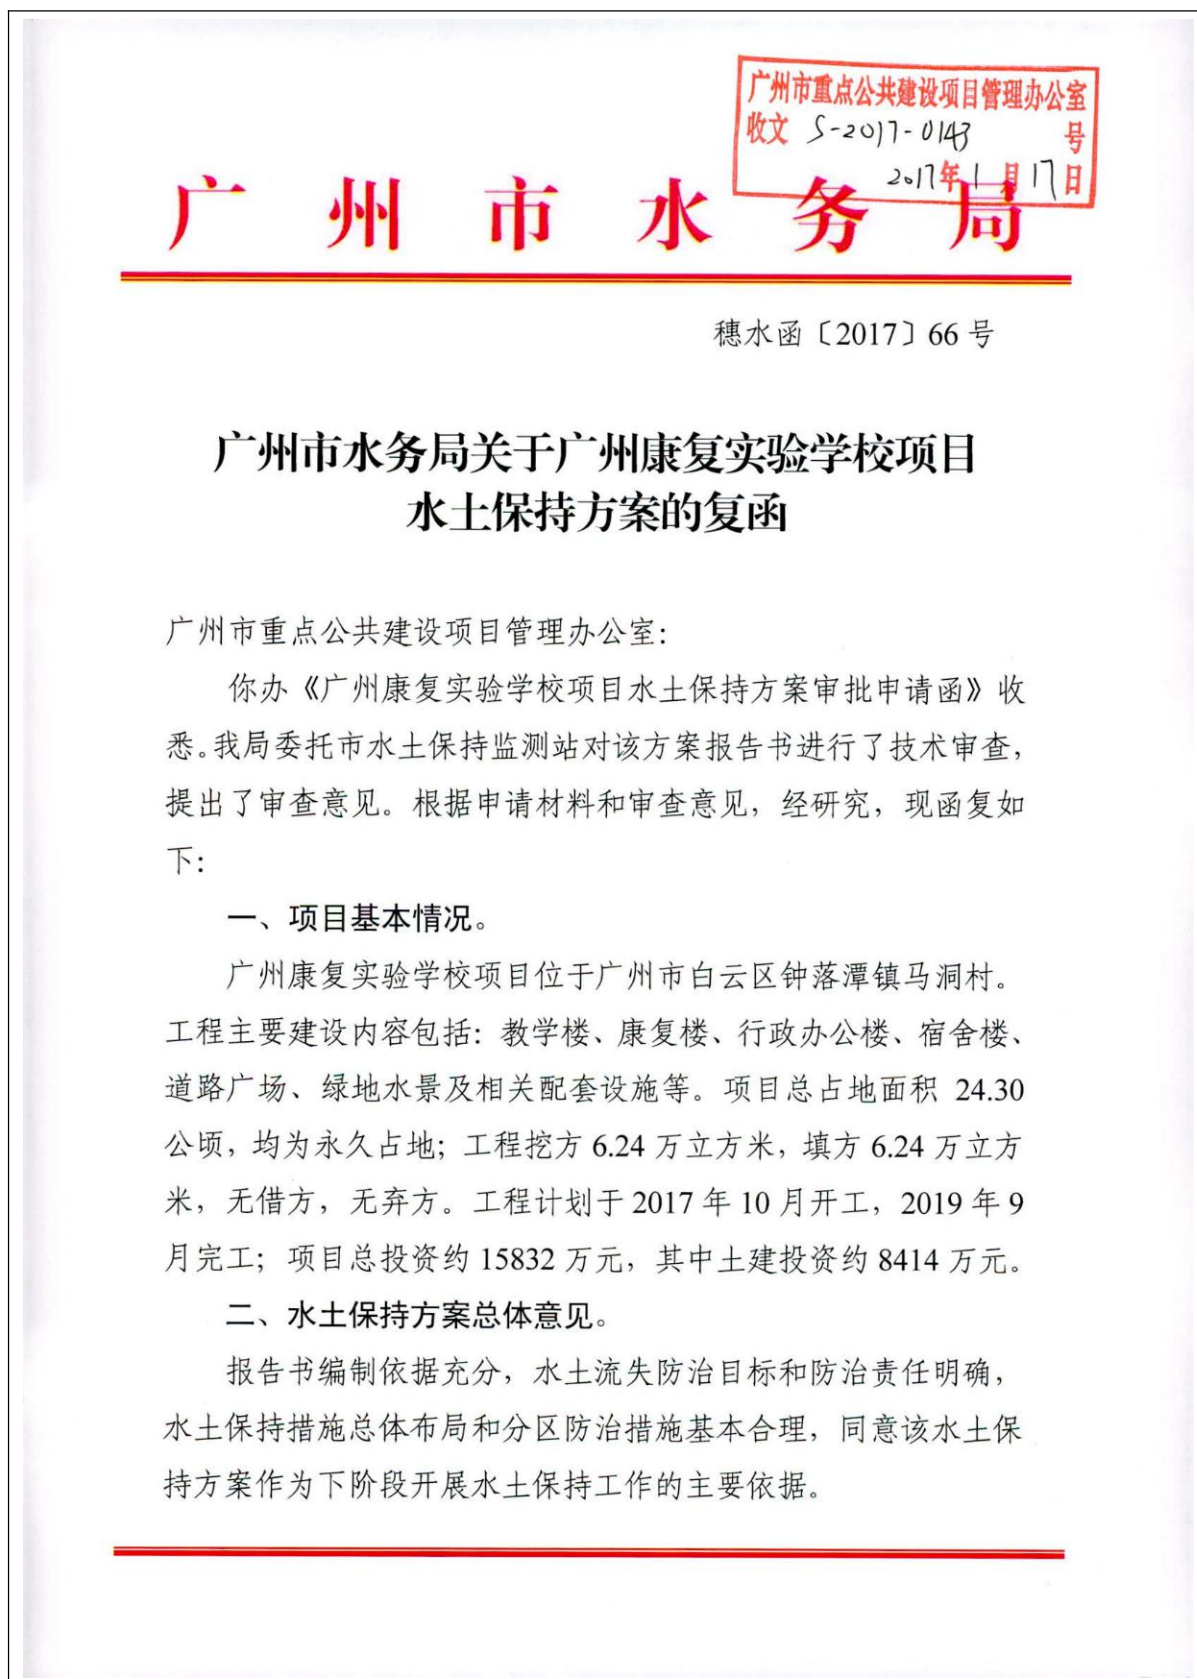 广州市重点公共建设项目管理办公室
收文 S-2017-0143 号
2017年1月17日
广州市水务局
穗水函〔2017〕66号
广州市水务局关于广州康复实验学校项目
水土保持方案的复函
广州市重点公共建设项目管理办公室：
你办《广州康复实验学校项目水土保持方案审批申请函》收
悉。我局委托市水土保持监测站对该方案报告书进行了技术审查，
提出了审查意见。根据申请材料和审查意见，经研究，现函复如
下：
一、项目基本情况。
广州康复实验学校项目位于广州市白云区钟落潭镇马洞村。
工程主要建设内容包括：教学楼、康复楼、行政办公楼、宿舍楼、
道路广场、绿地水景及相关配套设施等。项目总占地面积 24.30
公顷，均为永久占地；工程挖方 6.24 万立方米，填方 6.24 万立方
米，无借方，无弃方。工程计划于 2017 年 10 月开工，2019 年 9
月完工；项目总投资约 15832 万元，其中土建投资约 8414 万元。
二、水土保持方案总体意见。
报告书编制依据充分，水土流失防治目标和防治责任明确，
水土保持措施总体布局和分区防治措施基本合理，同意该水土保
持方案作为下阶段开展水土保持工作的主要依据。